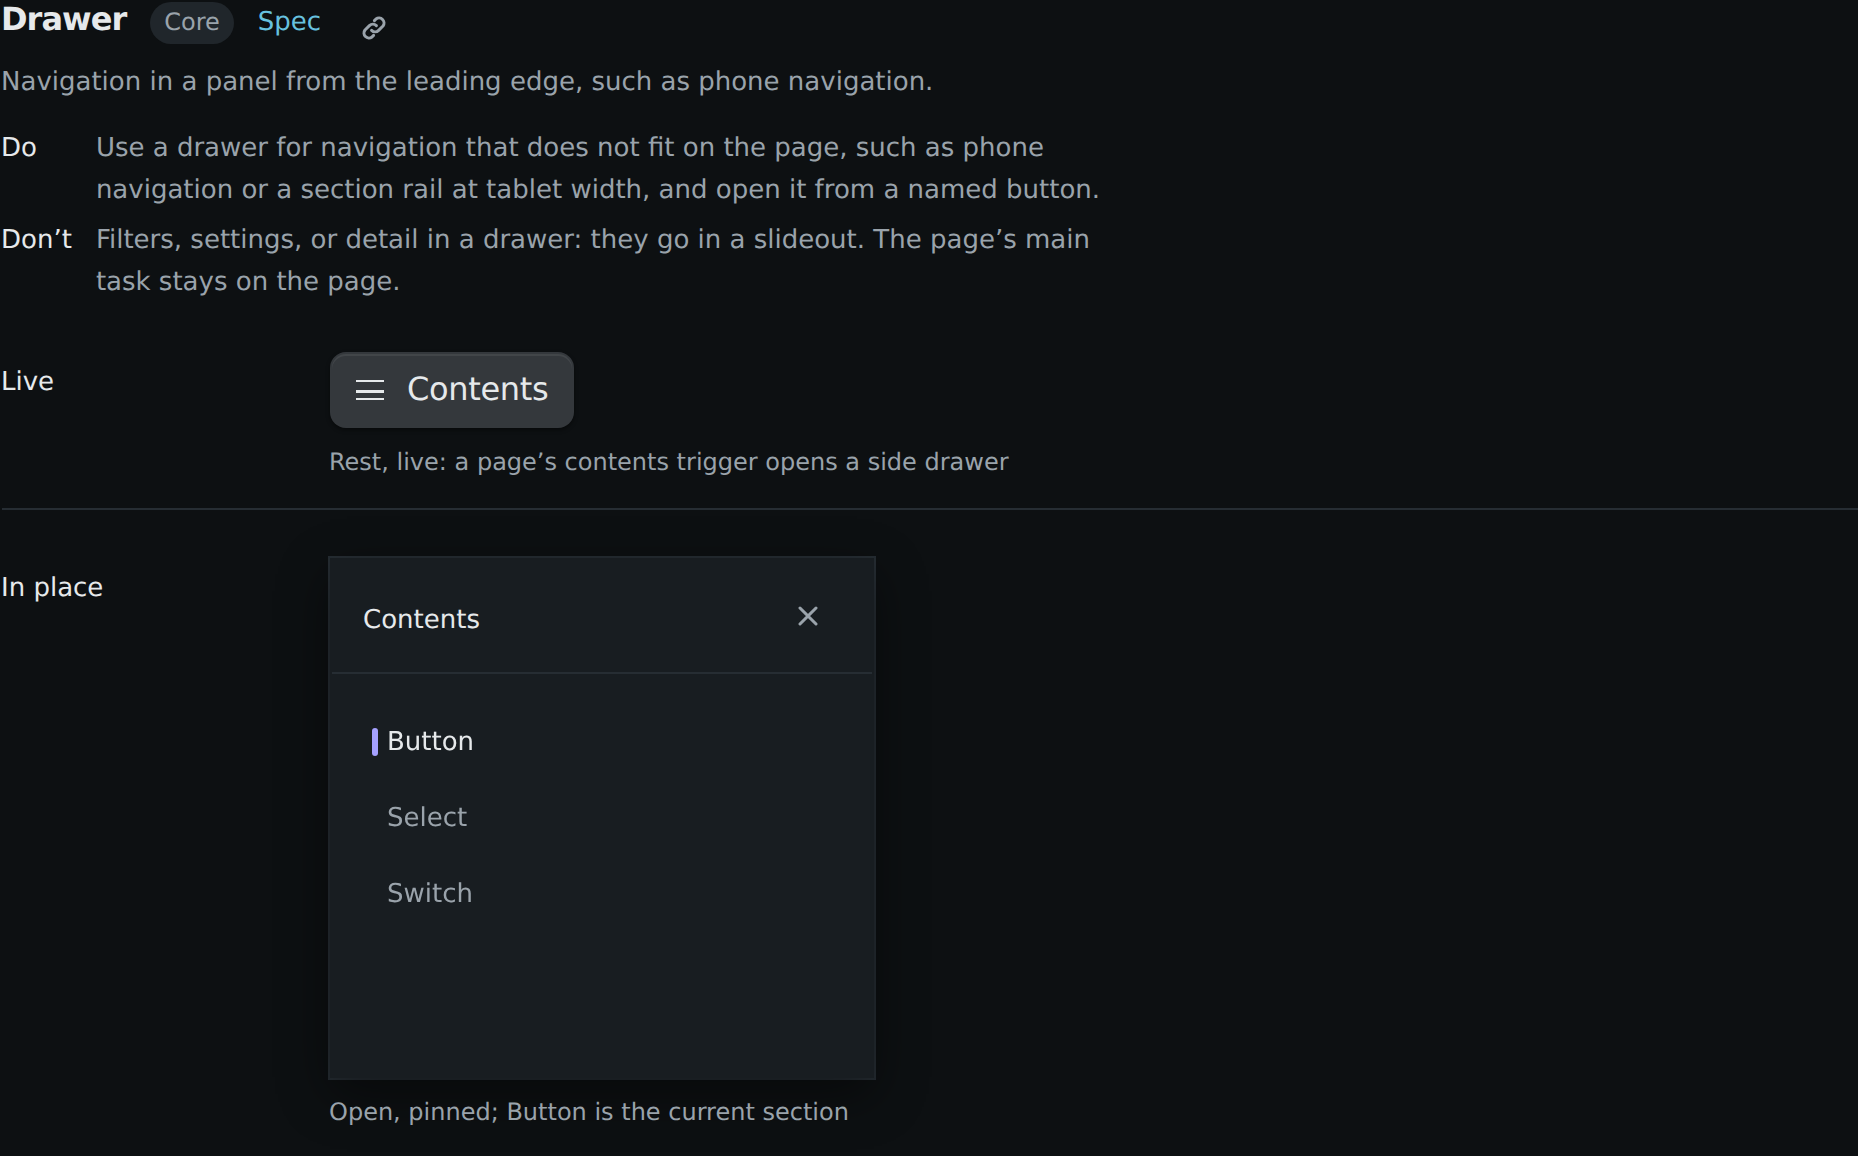 Drawer Core Spec
Navigation in a panel from the leading edge, such as phone navigation.
Do Use a drawer for navigation that does not fit on the page, such as phone
navigation or a section rail at tablet width, and open it from a named button.
Don’t Filters, settings, or detail in a drawer: they go in a slideout. The page’s main
task stays on the page.
Live
Contents
Rest, live: a page’s contents trigger opens a side drawer
In place
Contents
Button
Select
Switch
Open, pinned; Button is the current section